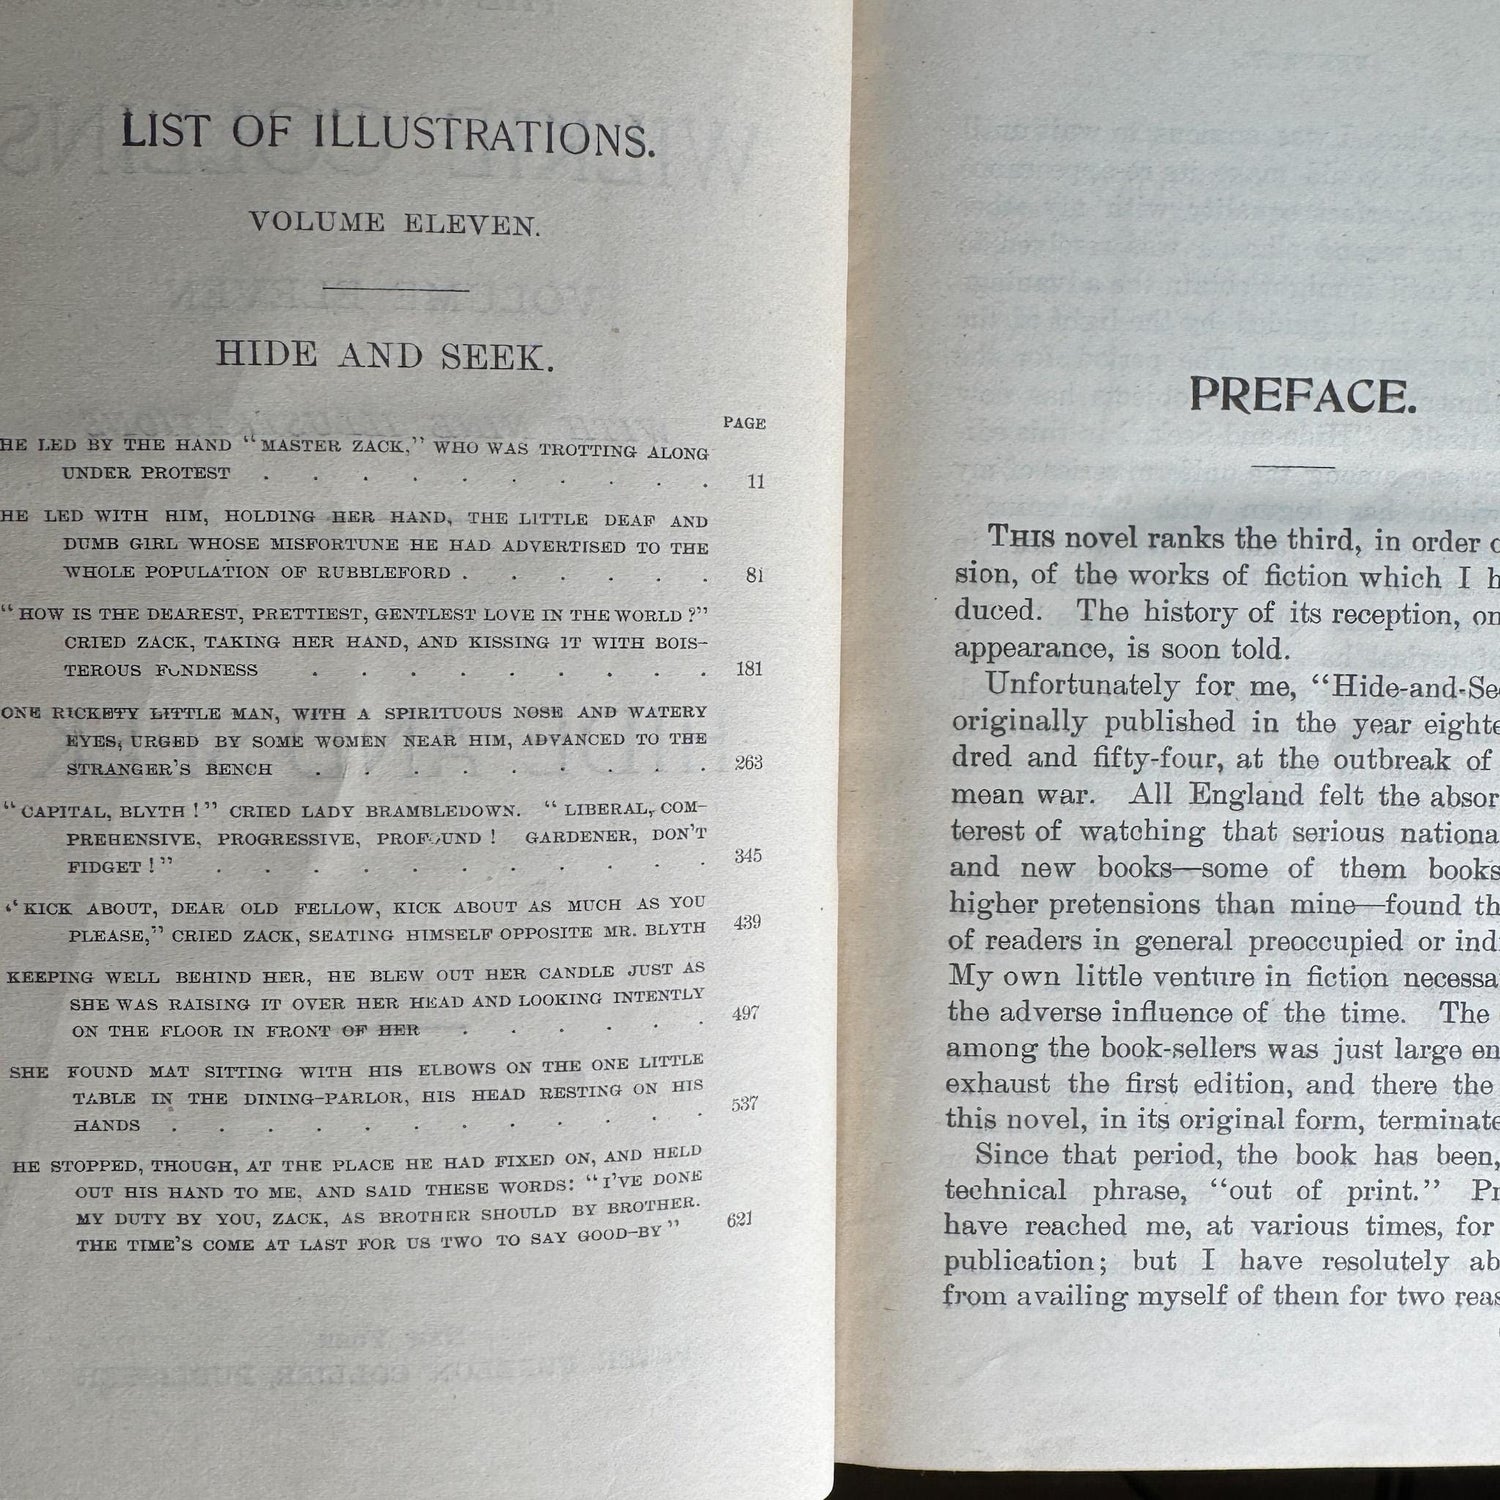 LIST OF ILLUSTRATIONS.
VOLUME ELEVEN.
HIDE AND SEEK.
PAGE
HE LED BY THE HAND "MASTER ZACK," WHO WAS TROTTING ALONG
UNDER PROTEST . . . . . . . . . . 11
HE LED WITH HIM, HOLDING HER HAND, THE LITTLE DEAF AND
DUMB GIRL WHOSE MISFORTUNE HE HAD ADVERTISED TO THE
WHOLE POPULATION OF RUBBLEFORD . . . . . . 81
"HOW IS THE DEAREST, PRETTIEST, GENTLEST LOVE IN THE WORLD?"
CRIED ZACK, TAKING HER HAND, AND KISSING IT WITH BOIS-
TEROUS FONDNESS . . . . . . . . . 181
ONE RICKETY LITTLE MAN, WITH A SPIRITUOUS NOSE AND WATERY
EYES, URGED BY SOME WOMEN NEAR HIM, ADVANCED TO THE
STRANGER'S BENCH . . . . . . . . . 263
"CAPITAL, BLYTH!" CRIED LADY BRAMBLEDOWN. "LIBERAL, COM-
PREHENSIVE, PROGRESSIVE, PROFOUND! GARDENER, DON'T
FIDGET!" . . . . . . . . . . . 345
"KICK ABOUT, DEAR OLD FELLOW, KICK ABOUT AS MUCH AS YOU
PLEASE," CRIED ZACK, SEATING HIMSELF OPPOSITE MR. BLYTH 439
KEEPING WELL BEHIND HER, HE BLEW OUT HER CANDLE JUST AS
SHE WAS RAISING IT OVER HER HEAD AND LOOKING INTENTLY
ON THE FLOOR IN FRONT OF HER . . . . . . 497
SHE FOUND MAT SITTING WITH HIS ELBOWS ON THE ONE LITTLE
TABLE IN THE DINING-PARLOR, HIS HEAD RESTING ON HIS
HANDS . . . . . . . . . . . . 537
HE STOPPED, THOUGH, AT THE PLACE HE HAD FIXED ON, AND HELD
OUT HIS HAND TO ME, AND SAID THESE WORDS: "I'VE DONE
MY DUTY BY YOU, ZACK, AS BROTHER SHOULD BY BROTHER.
THE TIME'S COME AT LAST FOR US TWO TO SAY GOOD-BY" 621
PREFACE.
THIS novel ranks the third, in order
sion, of the works of fiction which I
duced. The history of its reception, on
appearance, is soon told.
Unfortunately for me, "Hide-and-Se
originally published in the year eighte
dred and fifty-four, at the outbreak of
mean war. All England felt the absor
terest of watching that serious national
and new books—some of them books
higher pretensions than mine—found th
of readers in general preoccupied or ind
My own little venture in fiction necessa
the adverse influence of the time. The
among the book-sellers was just large en
exhaust the first edition, and there the
this novel, in its original form, terminate
Since that period, the book has been,
technical phrase, "out of print." Pr
have reached me, at various times, for
publication; but I have resolutely ab
from availing myself of them for two reas